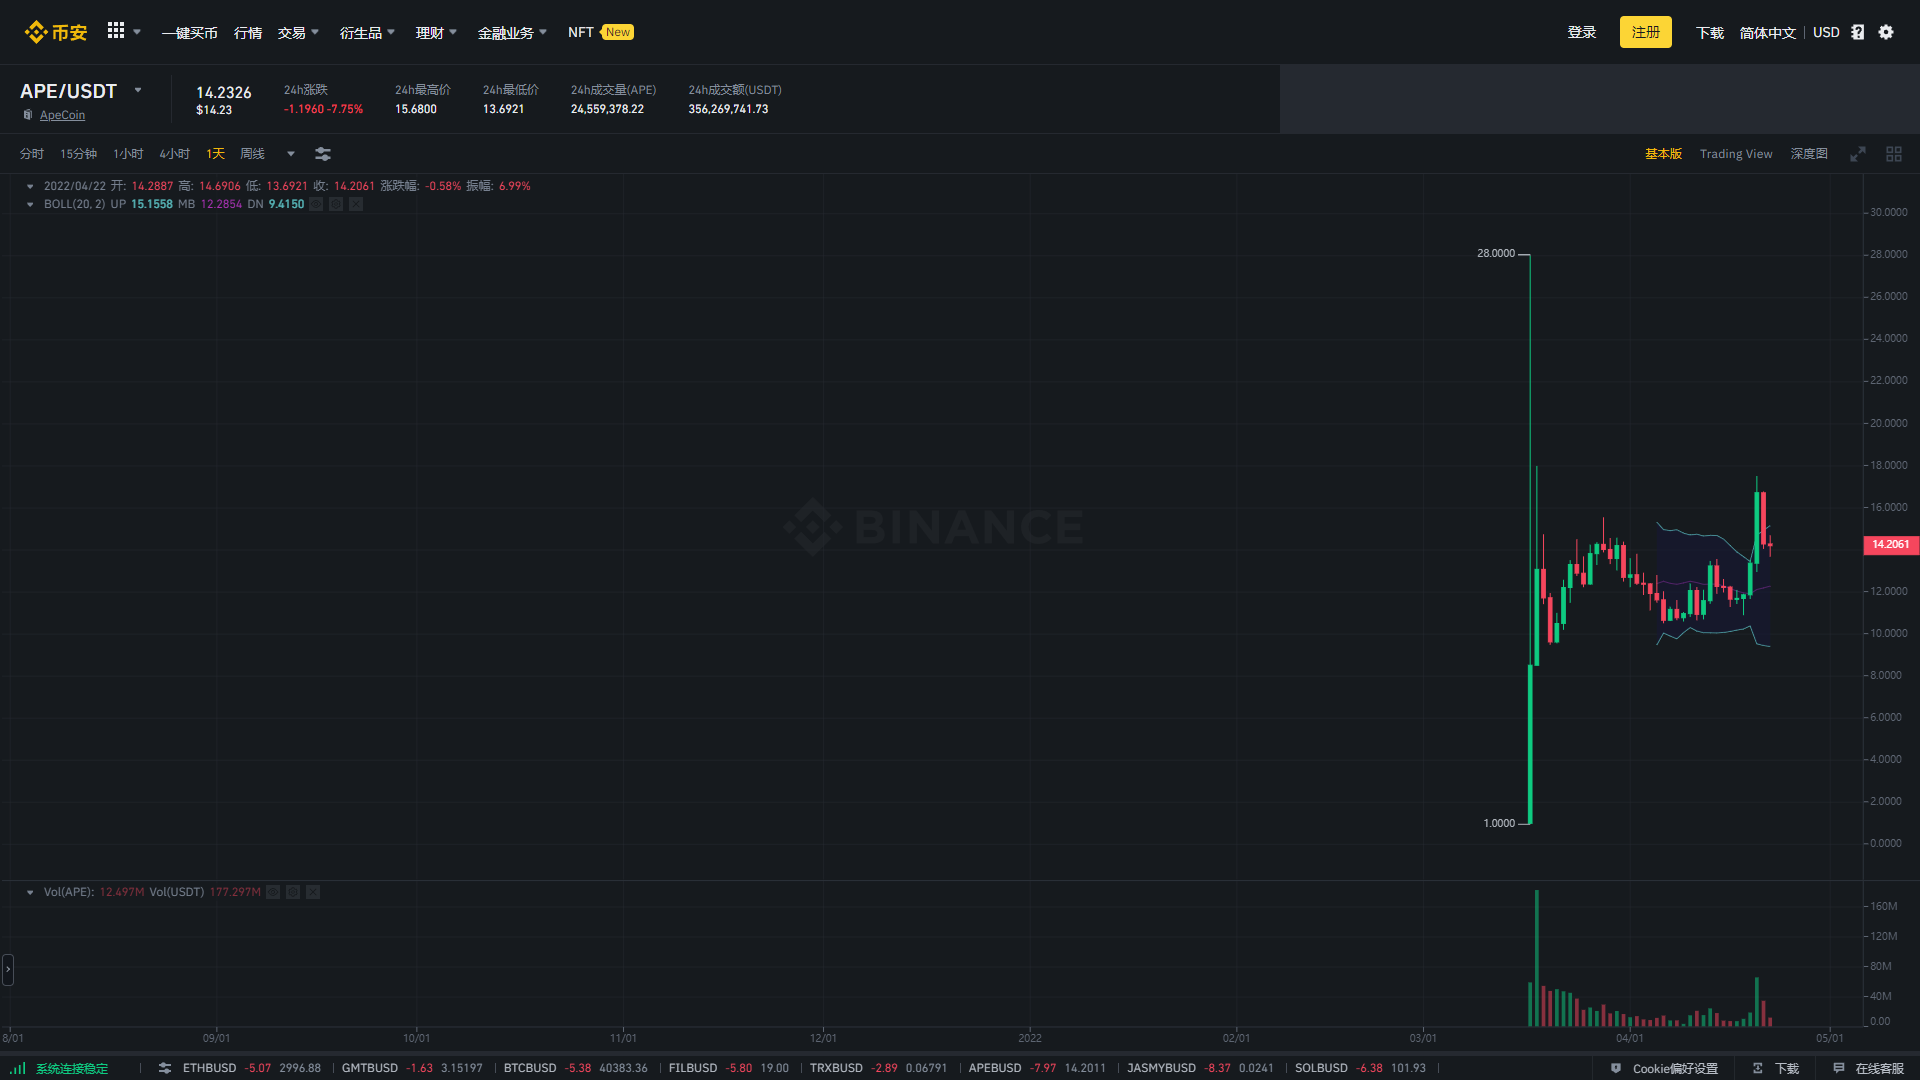 币安 一键买币 行情 交易 衍生品 理财 金融业务 NFT New 登录 注册 下载 简体中文 USD
APE/USDT
ApeCoin
14.2326
$14.23
24h涨跌
-1.1960 -7.75%
24h最高价
15.6800
24h最低价
13.6921
24h成交量(APE)
24,559,378.22
24h成交额(USDT)
356,269,741.73
分时 15分钟 1小时 4小时 1天 周线 基本版 Trading View 深度图
2022/04/22 开: 14.2887 高: 14.6906 低: 13.6921 收: 14.2061 涨跌幅: -0.58% 振幅: 6.99%
BOLL(20, 2) UP 15.1558 MB 12.2854 DN 9.4150
30.0000
28.0000
28.0000
26.0000
24.0000
22.0000
20.0000
18.0000
16.0000
BINANCE
14.2061
12.0000
10.0000
8.0000
6.0000
4.0000
2.0000
1.0000
0.0000
Vol(APE): 12.497M Vol(USDT) 177.297M
160M
120M
80M
40M
0.00
8/01 09/01 10/01 11/01 12/01 2022 02/01 03/01 04/01 05/01
系统连接稳定 ETHBUSD -5.07 2996.88 GMTBUSD -1.63 3.15197 BTCBUSD -5.38 40383.36 FILBUSD -5.80 19.00 TRXBUSD -2.89 0.06791 APEBUSD -7.97 14.2011 JASMYBUSD -8.37 0.0241 SOLBUSD -6.38 101.93 Cookie偏好设置 下载 在线客服